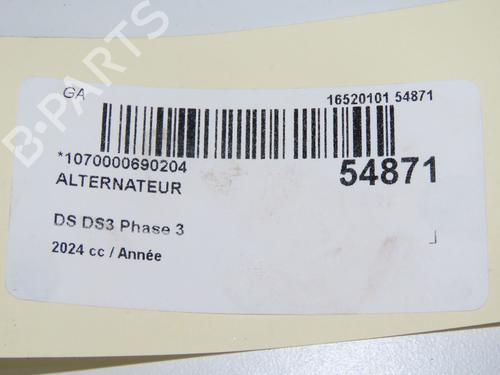 GA
16520101 54871
*1070000690204
54871
ALTERNATEUR
DS DS3 Phase 3
2024 cc / Année
B-PARTS